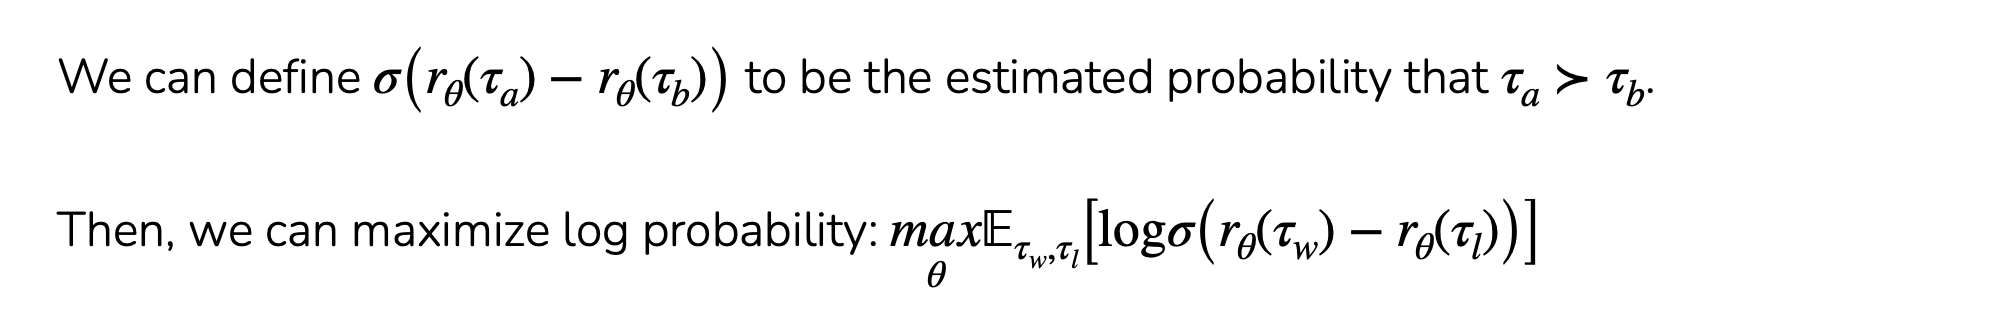 We can define σ(r_θ(τ_a) − r_θ(τ_b)) to be the estimated probability that τ_a ≻ τ_b.
Then, we can maximize log probability: max_θ 𝔼_{τ_w,τ_l}[logσ(r_θ(τ_w) − r_θ(τ_l))]